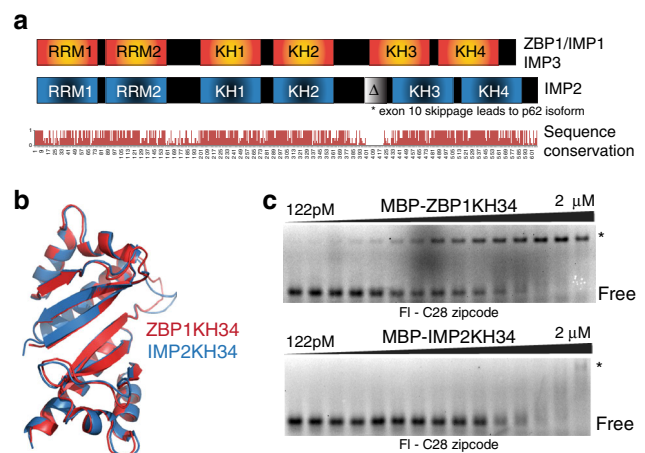 a
RRM1 RRM2 KH1 KH2 KH3 KH4 ZBP1/IMP1
IMP3
RRM1 RRM2 KH1 KH2 Δ KH3 KH4 IMP2
* exon 10 skippage leads to p62 isoform
Sequence
conservation
b
ZBP1KH34
IMP2KH34
c
122pM MBP-ZBP1KH34 2 μM
*
Free
Fl - C28 zipcode
122pM MBP-IMP2KH34 2 μM
*
Free
Fl - C28 zipcode